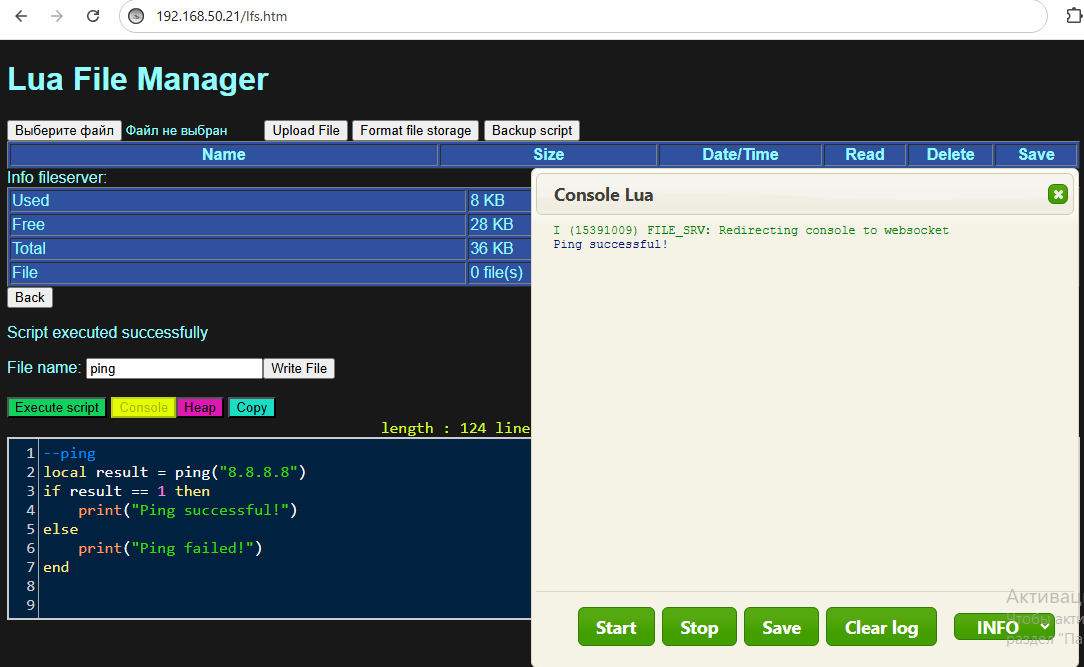 192.168.50.21/lfs.htm
Lua File Manager
Выберите файл Файл не выбран Upload File Format file storage Backup script
Name Size Date/Time Read Delete Save
Info fileserver:
Used 8 KB
Free 28 KB
Total 36 KB
File 0 file(s)
Back
Script executed successfully
File name: ping Write File
Execute script Console Heap Copy
length : 124 line
1 --ping
2 local result = ping("8.8.8.8")
3 if result == 1 then
4 print("Ping successful!")
5 else
6 print("Ping failed!")
7 end
8
9
Console Lua
I (15391009) FILE_SRV: Redirecting console to websocket
Ping successful!
Start Stop Save Clear log INFO
Активац
Чтобы акти
раздел "Па